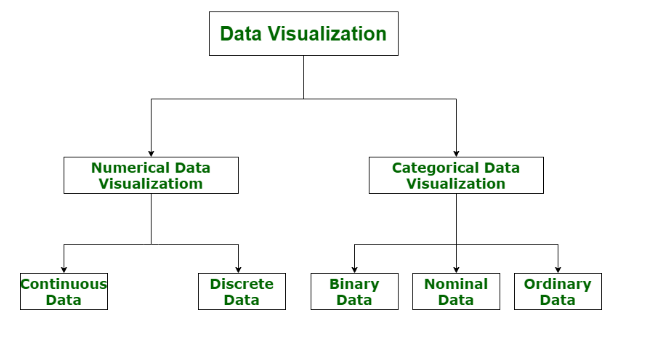 Data Visualization
Numerical Data
Visualizatiom
Categorical Data
Visualization
Continuous
Data
Discrete
Data
Binary
Data
Nominal
Data
Ordinary
Data